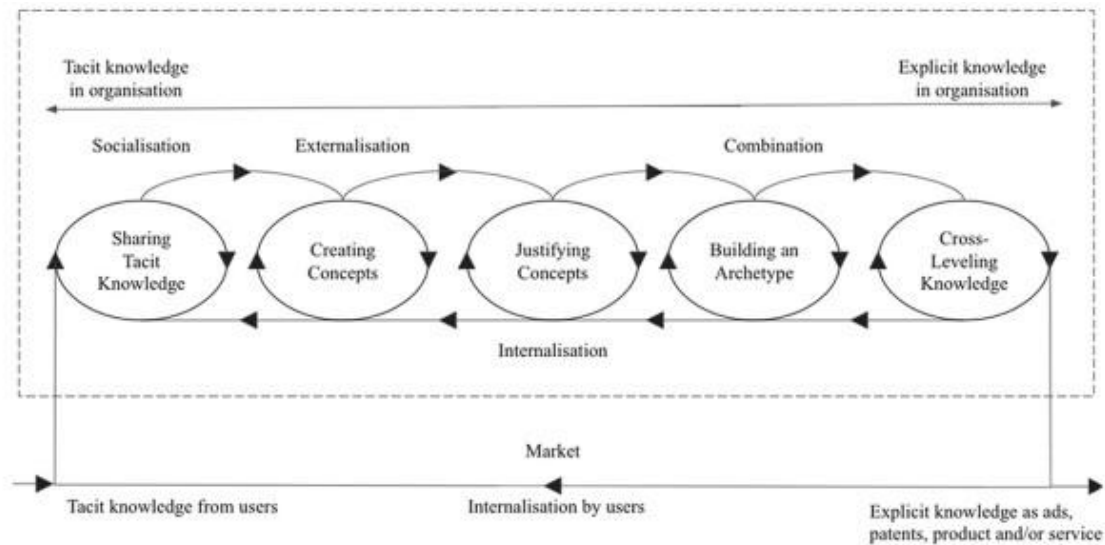 Tacit knowledge
in organisation
Explicit knowledge
in organisation
Socialisation
Externalisation
Combination
Sharing
Tacit
Knowledge
Creating
Concepts
Justifying
Concepts
Building an
Archetype
Cross-
Leveling
Knowledge
Internalisation
Market
Tacit knowledge from users
Internalisation by users
Explicit knowledge as ads,
patents, product and/or service